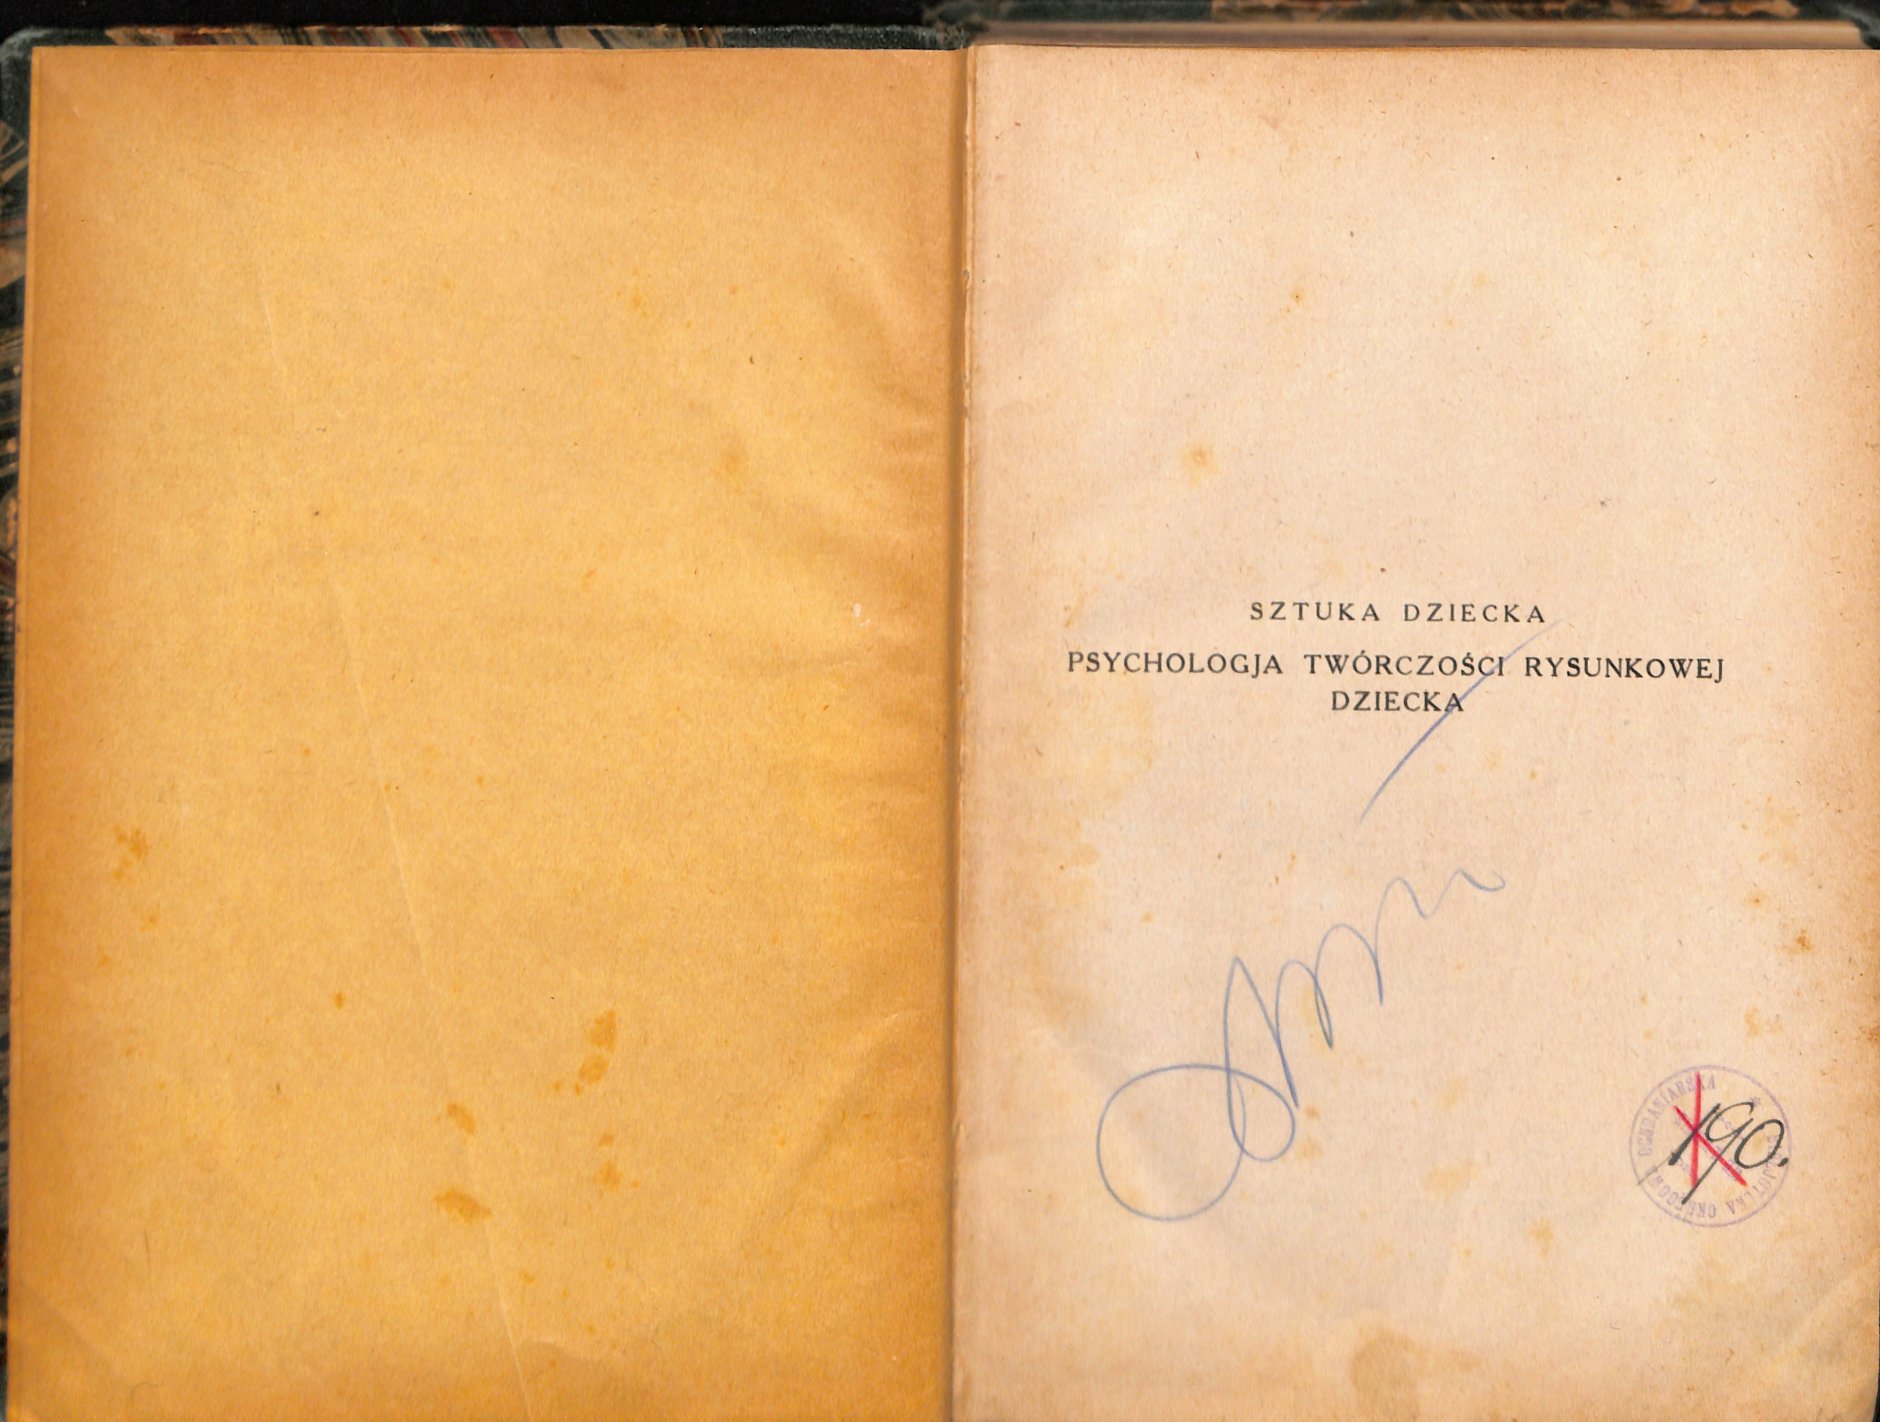 SZTUKA DZIECKA
PSYCHOLOGJA TWÓRCZOŚCI RYSUNKOWEJ
DZIECKA
190.